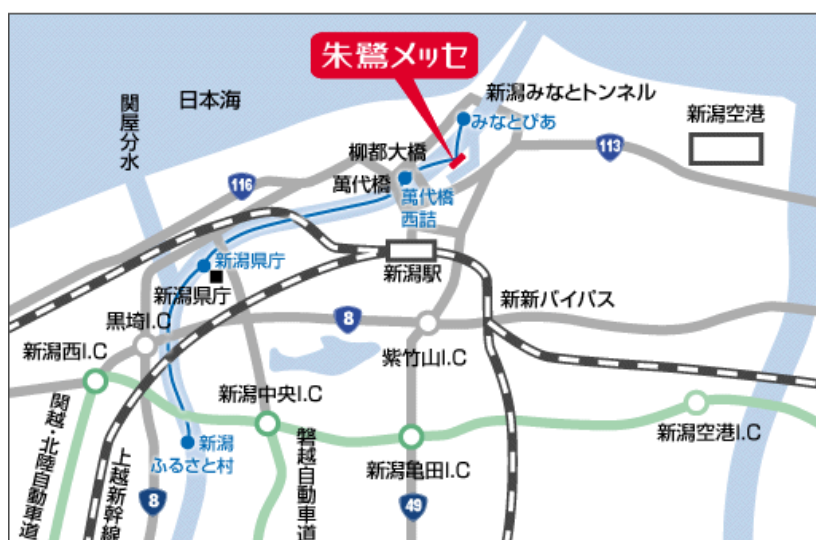 朱鷺メッセ
日本海
関屋分水
新潟みなとトンネル
みなとぴあ
新潟空港
柳都大橋
113
116
萬代橋
萬代橋
西詰
新潟県庁
新潟県庁
新潟駅
黒埼I.C
8
新新バイパス
新潟西I.C
紫竹山I.C
新潟中央I.C
新潟空港I.C
新潟
ふるさと村
新潟亀田I.C
関越・北陸自動車道
上越新幹線
磐越自動車道
8
49